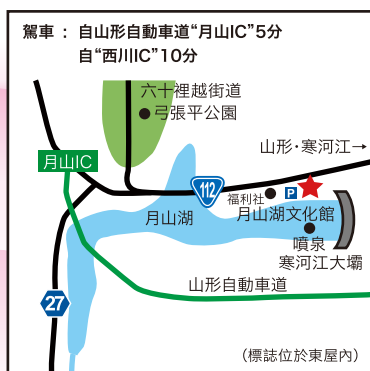 駕車 : 自山形自動車道“月山IC”5分
自“西川IC”10分
六十裡越街道
弓張平公園
山形·寒河江→
月山IC
112
福利社
P
月山湖
月山湖文化館
噴泉
寒河江大壩
山形自動車道
27
(標誌位於東屋內)